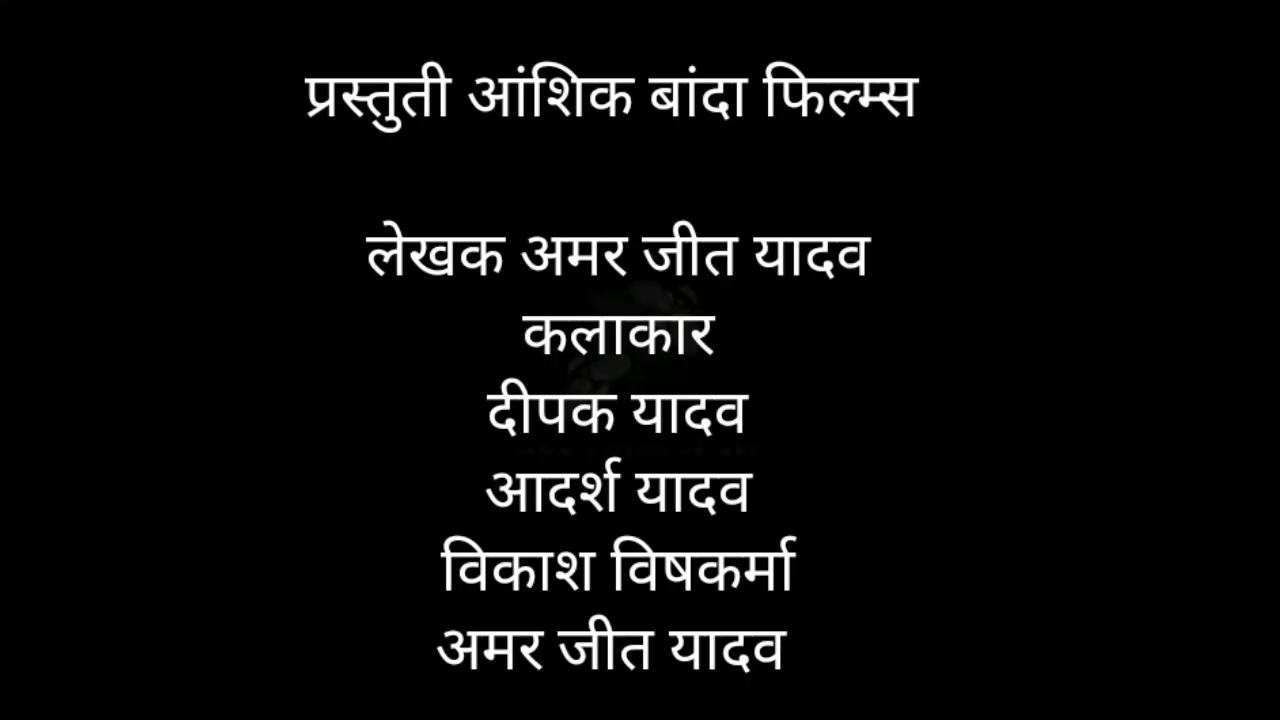 प्रस्तुती आंशिक बांदा फिल्म्स
लेखक अमर जीत यादव
कलाकार
दीपक यादव
आदर्श यादव
विकाश विषकर्मा
अमर जीत यादव